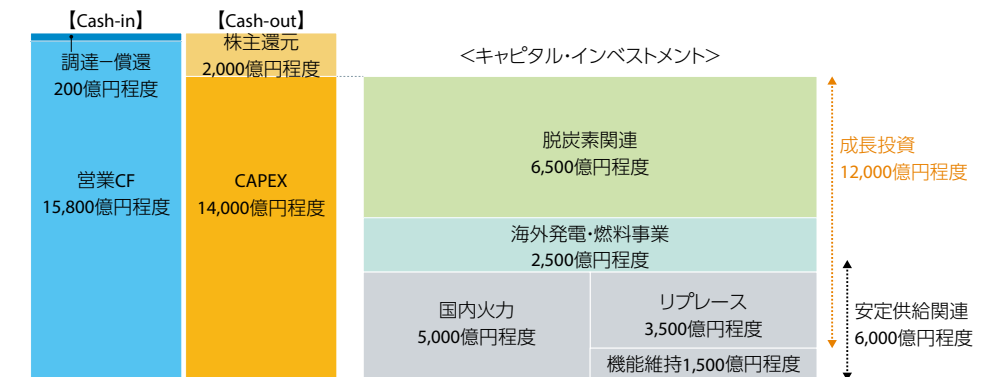 【Cash-in】
【Cash-out】
調達−償還
200億円程度
営業CF
15,800億円程度
株主還元
2,000億円程度
CAPEX
14,000億円程度
＜キャピタル・インベストメント＞
脱炭素関連
6,500億円程度
海外発電・燃料事業
2,500億円程度
国内火力
5,000億円程度
リプレース
3,500億円程度
機能維持1,500億円程度
成長投資
12,000億円程度
安定供給関連
6,000億円程度